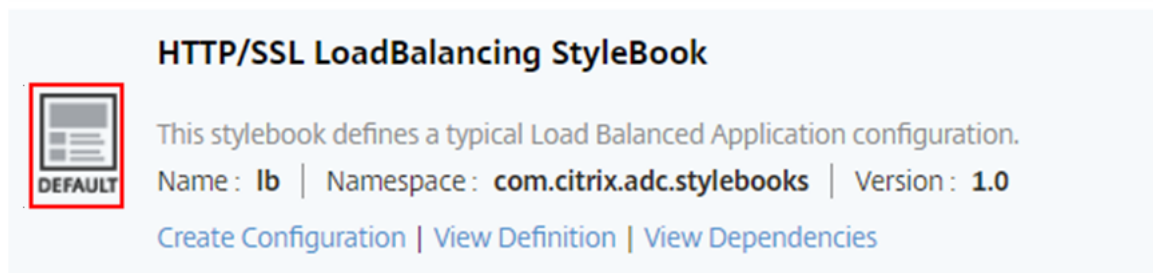 HTTP/SSL LoadBalancing StyleBook
This stylebook defines a typical Load Balanced Application configuration.
DEFAULT
Name : lb | Namespace : com.citrix.adc.stylebooks | Version : 1.0
Create Configuration | View Definition | View Dependencies